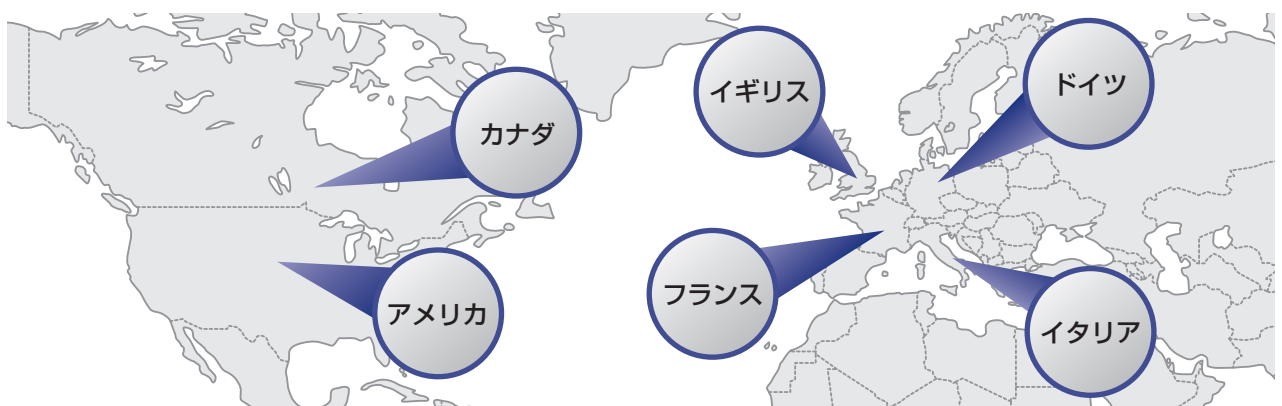 カナダ
アメリカ
イギリス
ドイツ
フランス
イタリア